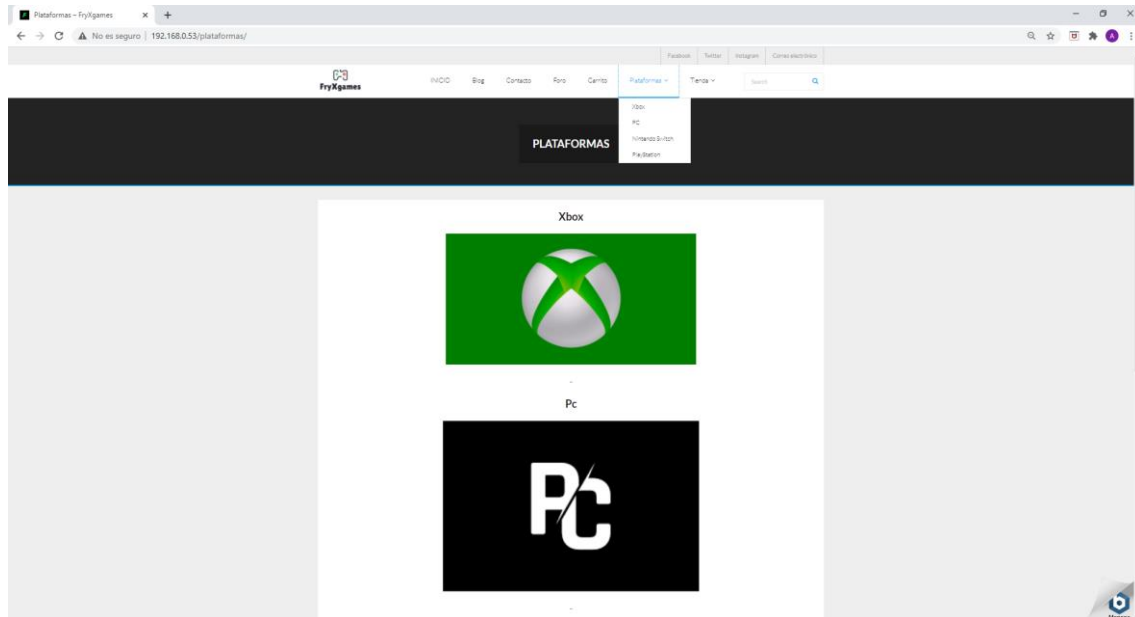 Plataformas – FryXgames
No es seguro | 192.168.0.53/plataformas/
A
Facebook Twitter Instagram Correo electrónico
FryXgames
INICIO Blog Contacto Foro Carrito Plataformas Tienda Search
Xbox
PC
Nintendo Switch
PlayStation
PLATAFORMAS
Xbox
-
Pc
PC
-
b